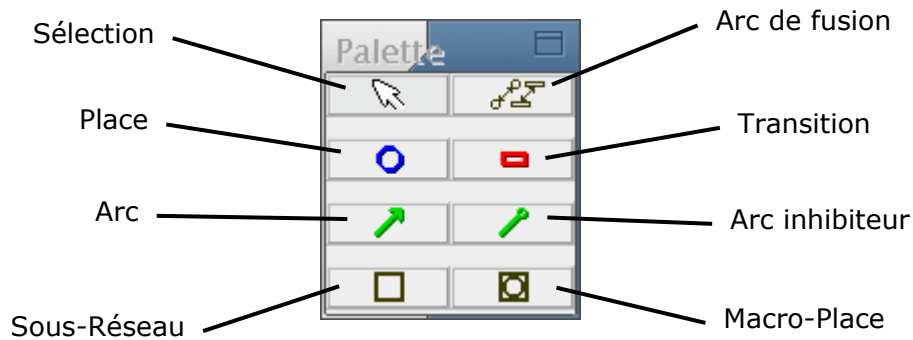 Arc de fusion
Sélection
Palette
Place
Transition
Arc
Arc inhibiteur
Sous-Réseau
Macro-Place